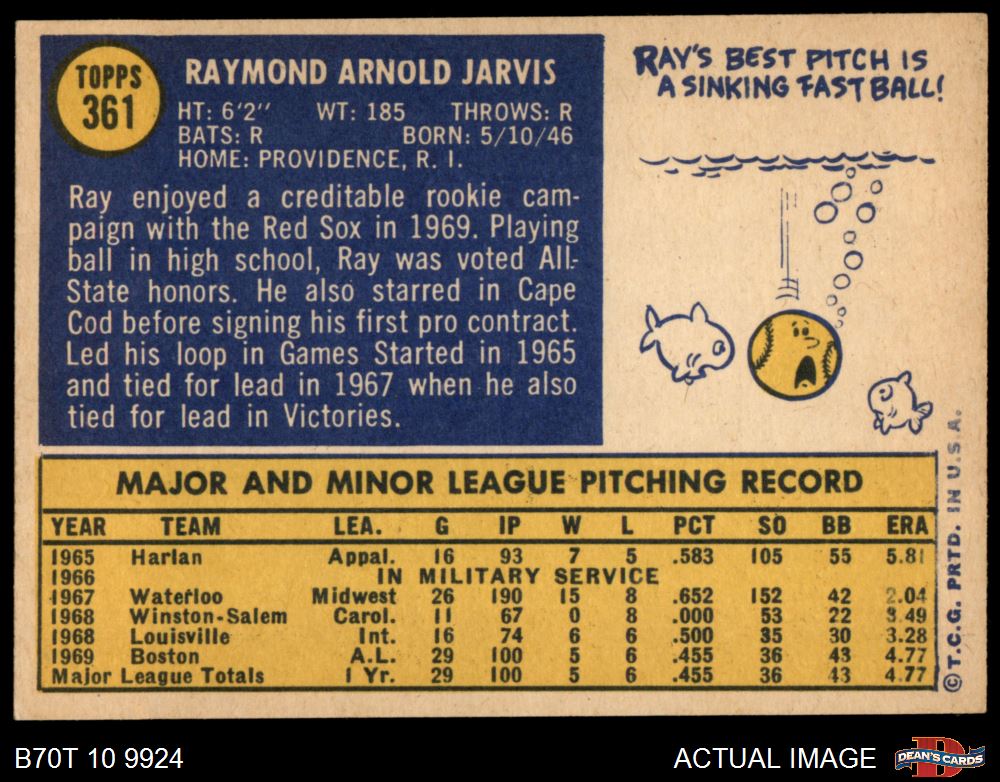 TOPPS
361
RAYMOND ARNOLD JARVIS
HT: 6'2" WT: 185 THROWS: R
BATS: R BORN: 5/10/46
HOME: PROVIDENCE, R. I.
Ray enjoyed a creditable rookie cam-
paign with the Red Sox in 1969. Playing
ball in high school, Ray was voted All-
State honors. He also starred in Cape
Cod before signing his first pro contract.
Led his loop in Games Started in 1965
and tied for lead in 1967 when he also
tied for lead in Victories.
RAY'S BEST PITCH IS
A SINKING FAST BALL!
MAJOR AND MINOR LEAGUE PITCHING RECORD
YEAR TEAM LEA. G IP W L PCT SO BB ERA
1965 Harlan Appal. 16 93 7 5 .583 105 55 5.81
1966 IN MILITARY SERVICE
1967 Waterloo Midwest 26 190 15 8 .652 152 42 2.04
1968 Winston-Salem Carol. 11 67 0 8 .000 53 22 3.49
1968 Louisville Int. 16 74 6 6 .500 35 30 3.28
1969 Boston A.L. 29 100 5 6 .455 36 43 4.77
Major League Totals 1 Yr. 29 100 5 6 .455 36 43 4.77
© T.C.G. PRTD. IN U.S.A.
B70T 10 9924
ACTUAL IMAGE
D
DEAN'S CARDS